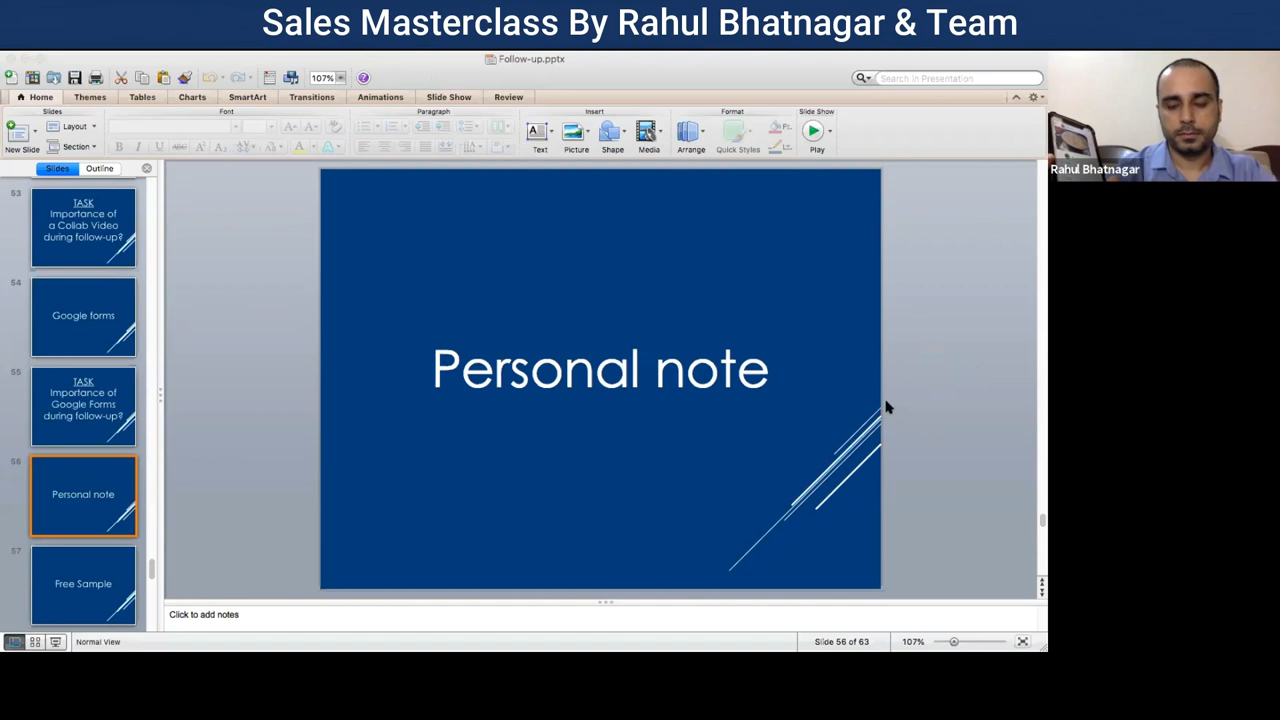 Sales Masterclass By Rahul Bhatnagar & Team
Follow-up.pptx
107%
Search in Presentation
Home
Themes
Tables
Charts
SmartArt
Transitions
Animations
Slide Show
Review
Slides
Font
Paragraph
Insert
Format
Slide Show
New Slide
Layout
Section
Text
Picture
Shape
Media
Arrange
Quick Styles
Play
Slides
Outline
53
TASK
Importance of
a Collab Video
during follow-up?
54
Google forms
55
TASK
Importance of
Google Forms
during follow-up?
56
Personal note
57
Free Sample
Personal note
Rahul Bhatnagar
Click to add notes
Normal View
Slide 56 of 63
107%